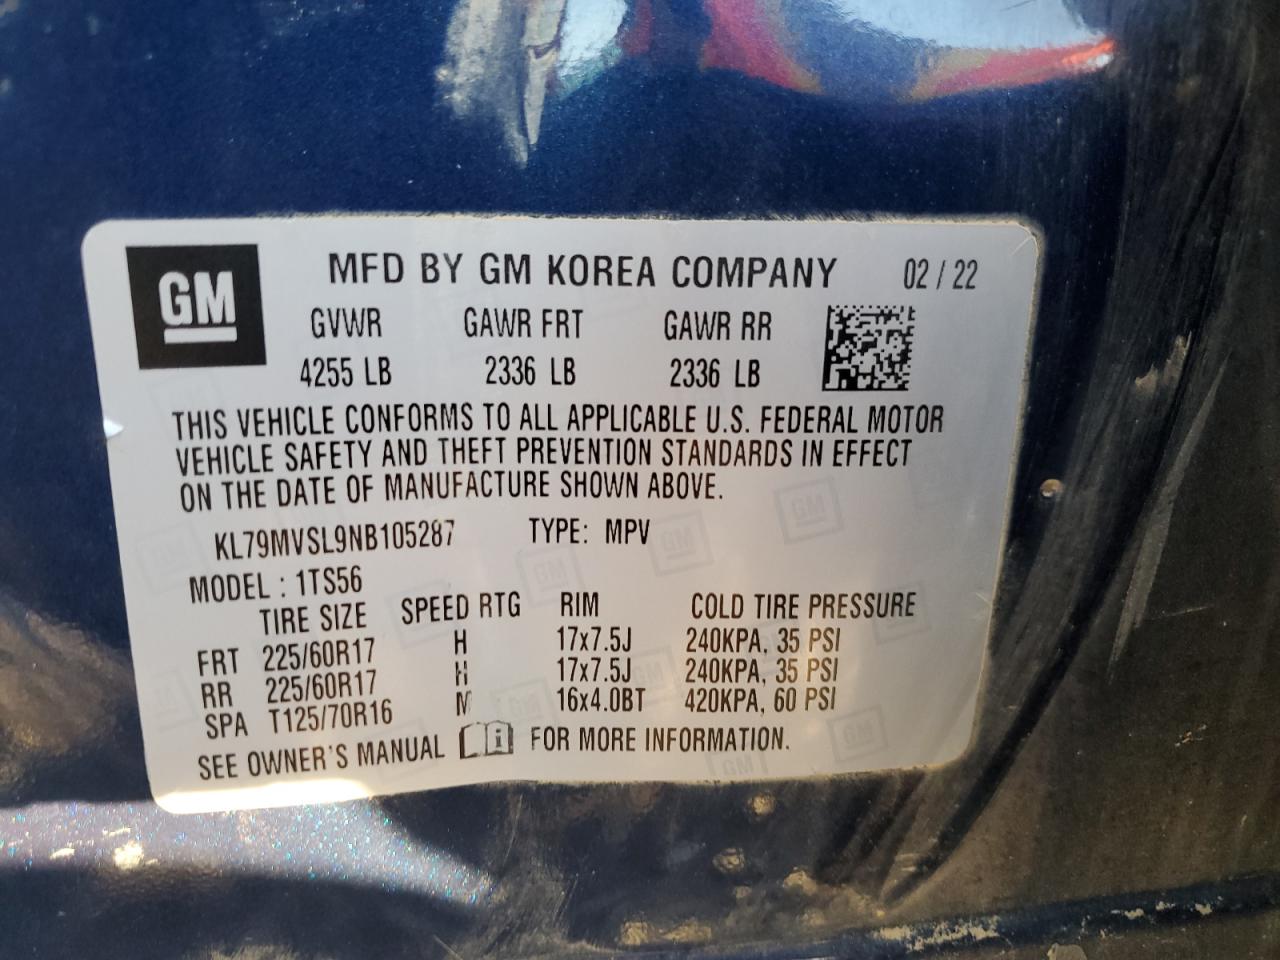 GM MFD BY GM KOREA COMPANY 02 / 22
GVWR GAWR FRT GAWR RR
4255 LB 2336 LB 2336 LB
THIS VEHICLE CONFORMS TO ALL APPLICABLE U.S. FEDERAL MOTOR
VEHICLE SAFETY AND THEFT PREVENTION STANDARDS IN EFFECT
ON THE DATE OF MANUFACTURE SHOWN ABOVE.
KL79MVSL9NB105287 TYPE: MPV
MODEL : 1TS56
TIRE SIZE SPEED RTG RIM COLD TIRE PRESSURE
FRT 225/60R17 H 17x7.5J 240KPA, 35 PSI
RR 225/60R17 H 17x7.5J 240KPA, 35 PSI
SPA T125/70R16 M 16x4.0BT 420KPA, 60 PSI
SEE OWNER'S MANUAL i FOR MORE INFORMATION.